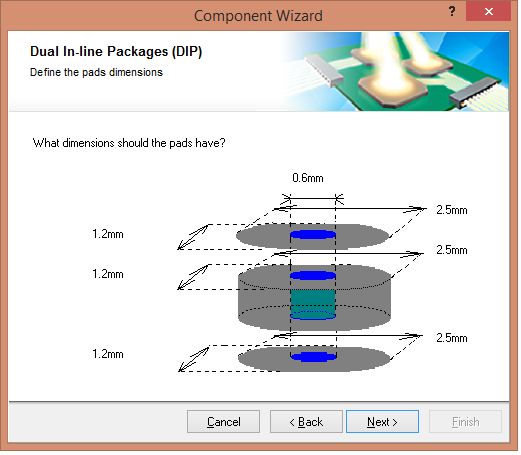 Component Wizard
?
×
Dual In-line Packages (DIP)
Define the pads dimensions
What dimensions should the pads have?
0.6mm
1.2mm
2.5mm
1.2mm
2.5mm
1.2mm
2.5mm
Cancel
< Back
Next >
Finish